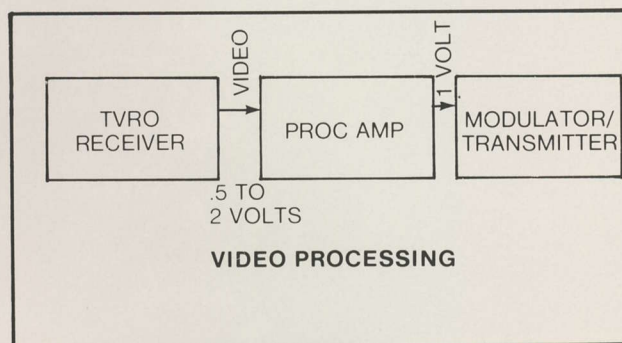 TVRO
RECEIVER
VIDEO
.5 TO
2 VOLTS
PROC AMP
1 VOLT
MODULATOR/
TRANSMITTER
VIDEO PROCESSING